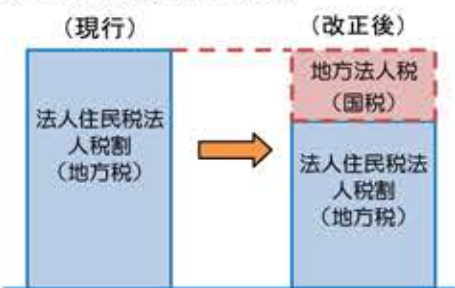 （現行）
（改正後）
法人住民税法
人税割
（地方税）
地方法人税
（国税）
法人住民税法
人税割
（地方税）